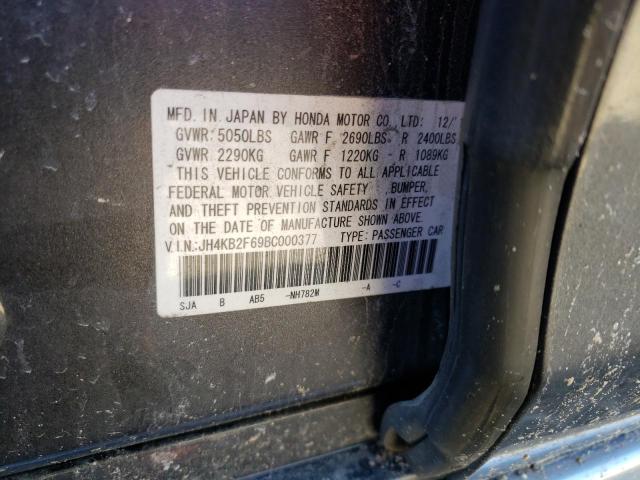 MFD. IN JAPAN BY HONDA MOTOR CO., LTD: 12/
GVWR: 5050LBS GAWR F 2690LBS R 2400LBS
GVWR 2290KG GAWR F 1220KG - R 1089KG
"THIS VEHICLE CONFORMS TO ALL APPLICABLE
FEDERAL MOTOR VEHICLE SAFETY , BUMPER,
AND THEFT PREVENTION STANDARDS IN EFFECT
ON THE DATE OF MANUFACTURE SHOWN ABOVE.
V.I.N.:JH4KB2F69BC000377 TYPE: PASSENGER CAR
SJA B AB5 -NH782M -A -C